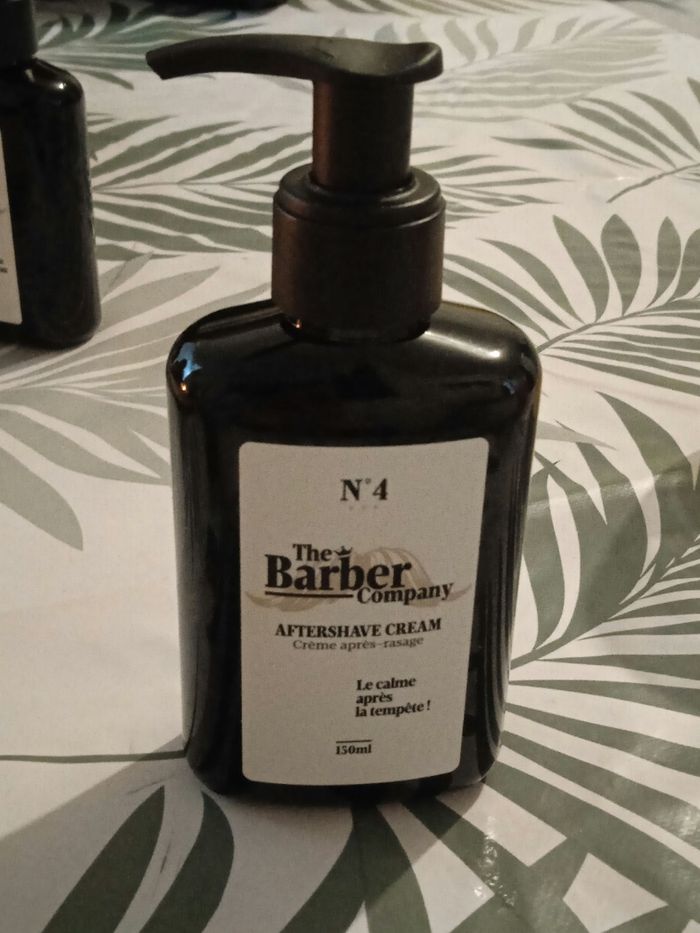 N°4
The
Barber
Company
AFTERSHAVE CREAM
Crème après-rasage
Le calme
après
la tempête !
150ml